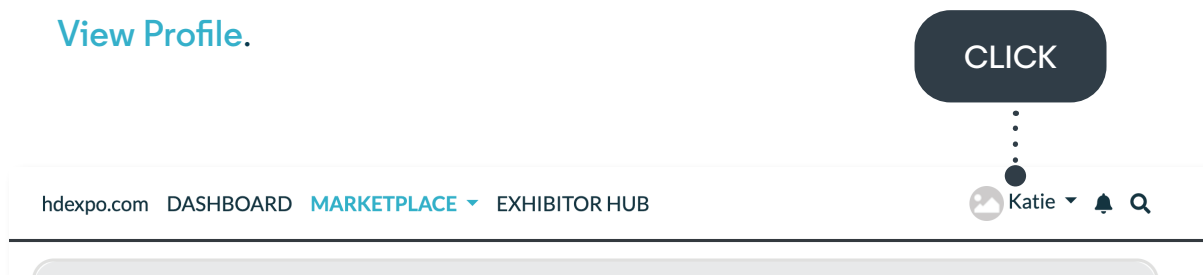 View Profile.
CLICK
hdexpo.com DASHBOARD MARKETPLACE EXHIBITOR HUB Katie